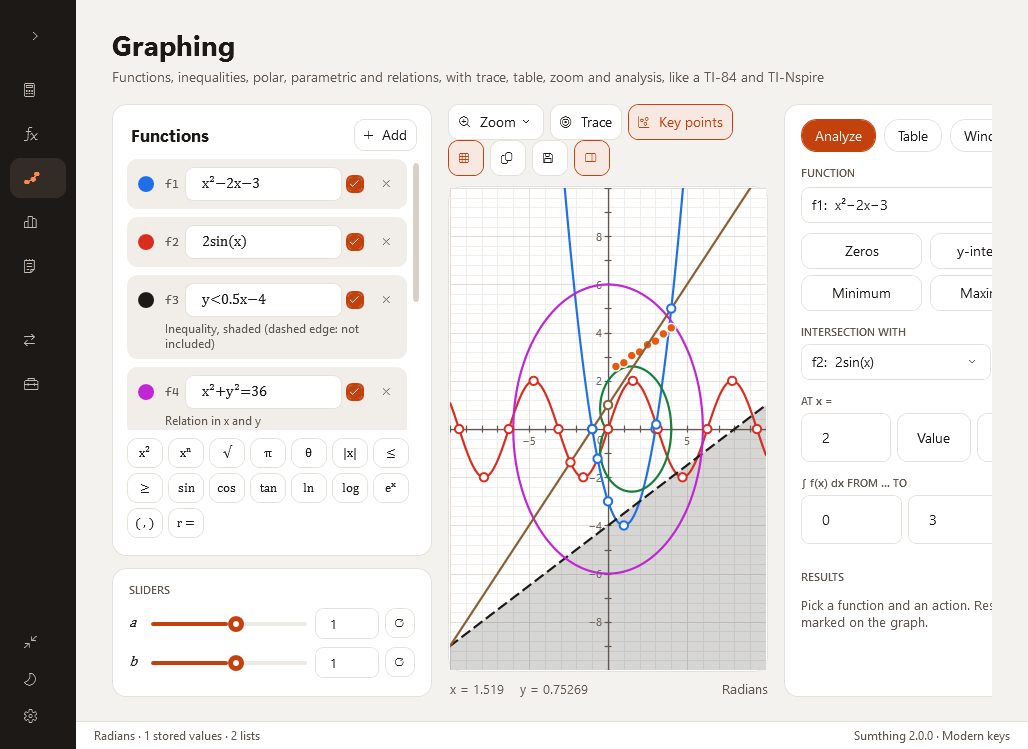 Graphing
Functions, inequalities, polar, parametric and relations, with trace, table, zoom and analysis, like a TI-84 and TI-Nspire
Functions
+ Add
f1 x²−2x−3
f2 2sin(x)
f3 y<0.5x−4
Inequality, shaded (dashed edge: not
included)
f4 x²+y²=36
Relation in x and y
x² xⁿ √ π θ |x| ≤
≥ sin cos tan ln log eˣ
(,) r =
SLIDERS
a 1
b 1
Zoom Trace Key points
8
6
4
2
−5 0 5
−2
−4
−6
−8
x = 1.519 y = 0.75269 Radians
Analyze Table Winc
FUNCTION
f1: x²−2x−3
Zeros y-inte
Minimum Maxir
INTERSECTION WITH
f2: 2sin(x)
AT x =
2 Value
∫ f(x) dx FROM ... TO
0 3
RESULTS
Pick a function and an action. Res
marked on the graph.
Radians · 1 stored values · 2 lists
Sumthing 2.0.0 · Modern keys